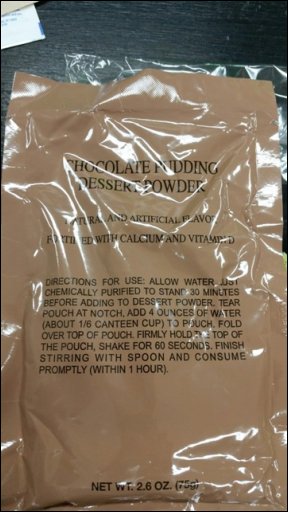 CHOCOLATE PUDDING
DESSERT POWDER
NATURAL AND ARTIFICIAL FLAVOR
FORTIFIED WITH CALCIUM AND VITAMIN D
DIRECTIONS FOR USE: ALLOW WATER JUST
CHEMICALLY PURIFIED TO STAND 30 MINUTES
BEFORE ADDING TO DESSERT POWDER. TEAR
POUCH AT NOTCH, ADD 4 OUNCES OF WATER
(ABOUT 1/6 CANTEEN CUP) TO POUCH, FOLD
OVER TOP OF POUCH. FIRMLY HOLD THE TOP OF
THE POUCH, SHAKE FOR 60 SECONDS. FINISH
STIRRING WITH SPOON AND CONSUME
PROMPTLY (WITHIN 1 HOUR).
NET WT. 2.6 OZ. (75g)